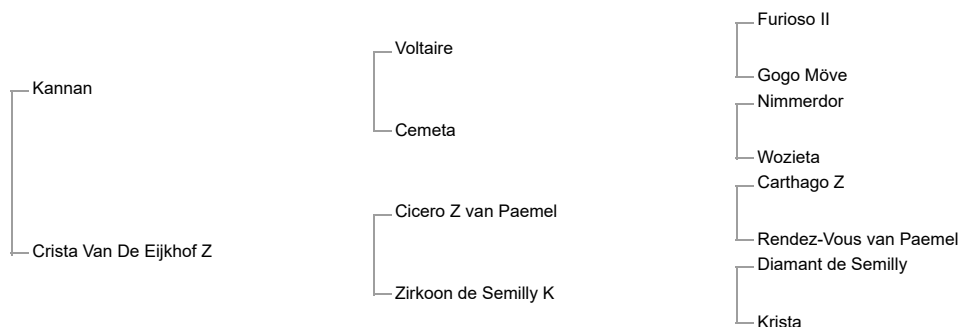 Furioso II
Voltaire
Gogo Möve
Kannan
Nimmerdor
Cemeta
Wozieta
Carthago Z
Cicero Z van Paemel
Rendez-Vous van Paemel
Crista Van De Eijkhof Z
Diamant de Semilly
Zirkoon de Semilly K
Krista